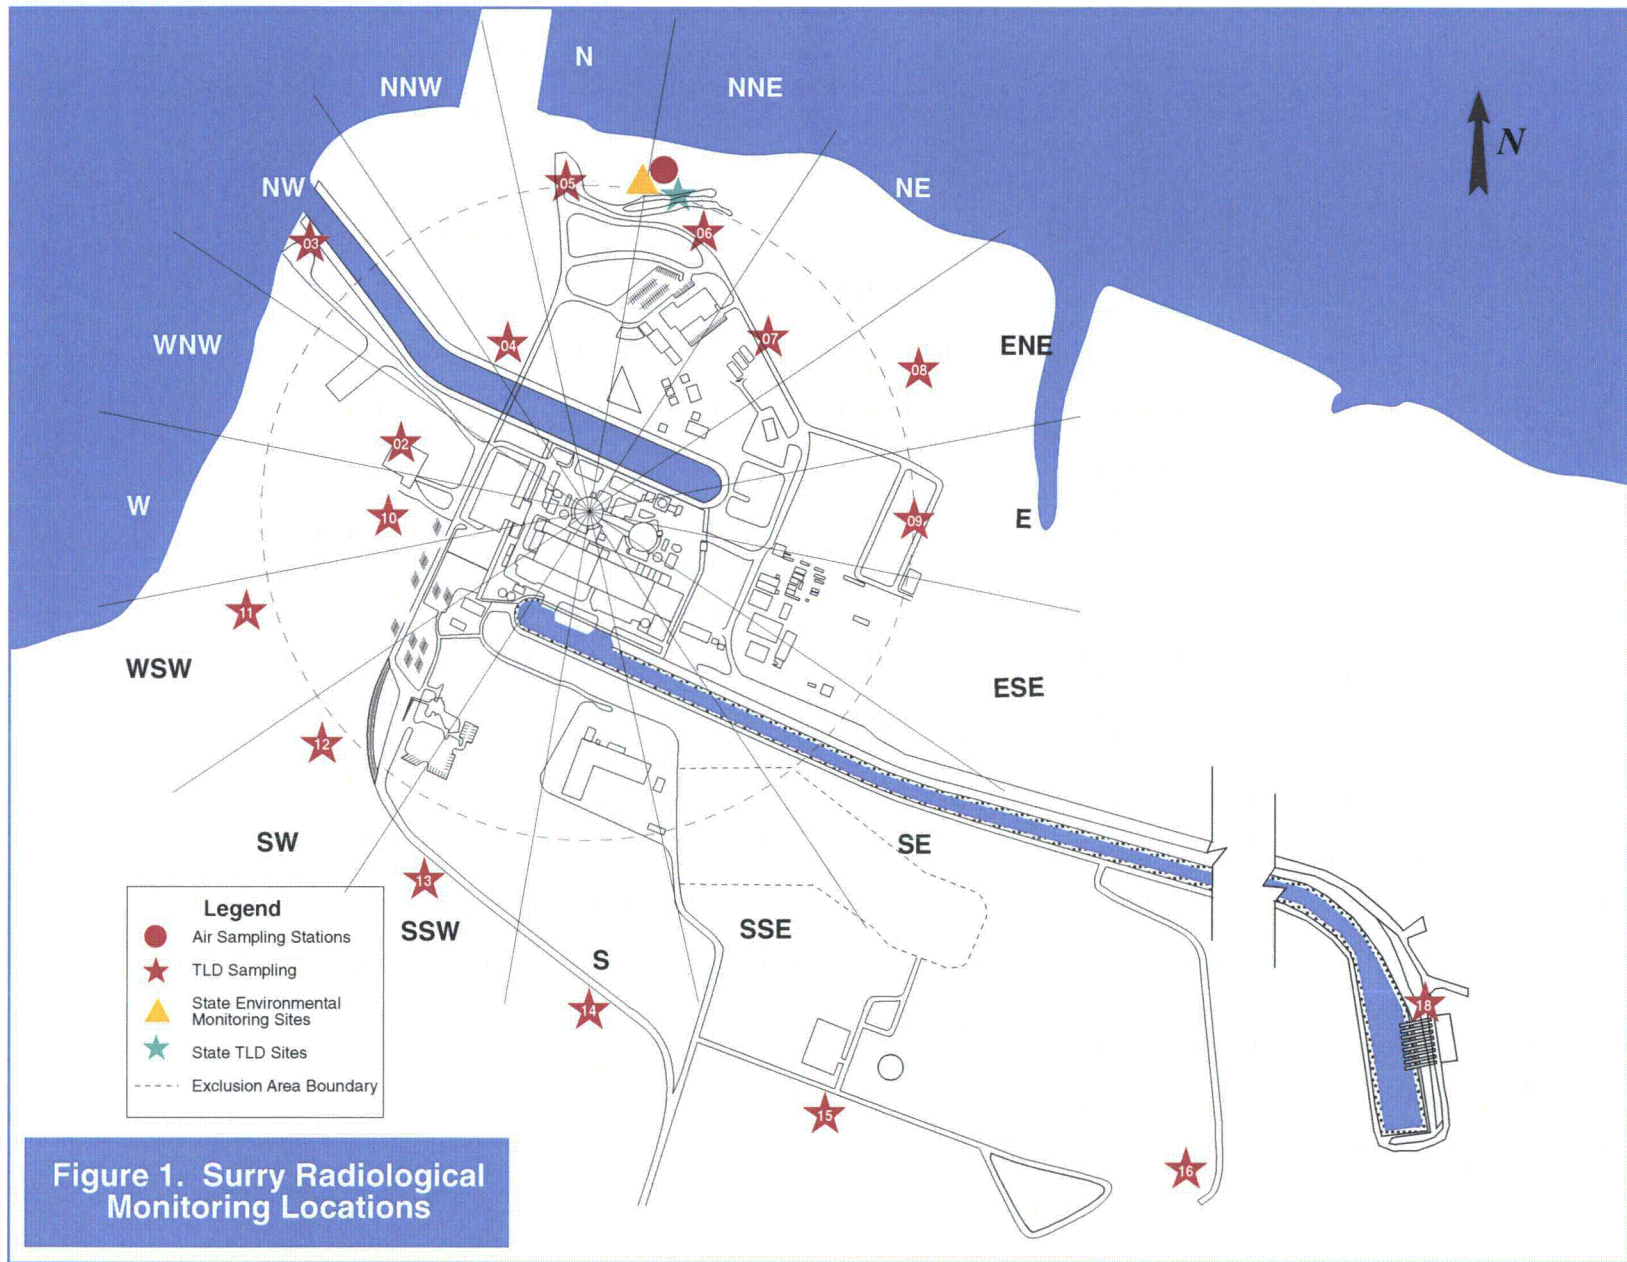 N
NNW
NNE
N
NW
NE
05
06
03
WNW
04
07
ENE
08
02
W
10
09
E
11
WSW
ESE
12
SW
SE
13
SSW
SSE
S
14
18
15
16
Legend
Air Sampling Stations
TLD Sampling
State Environmental
Monitoring Sites
State TLD Sites
Exclusion Area Boundary
Figure 1. Surry Radiological
Monitoring Locations